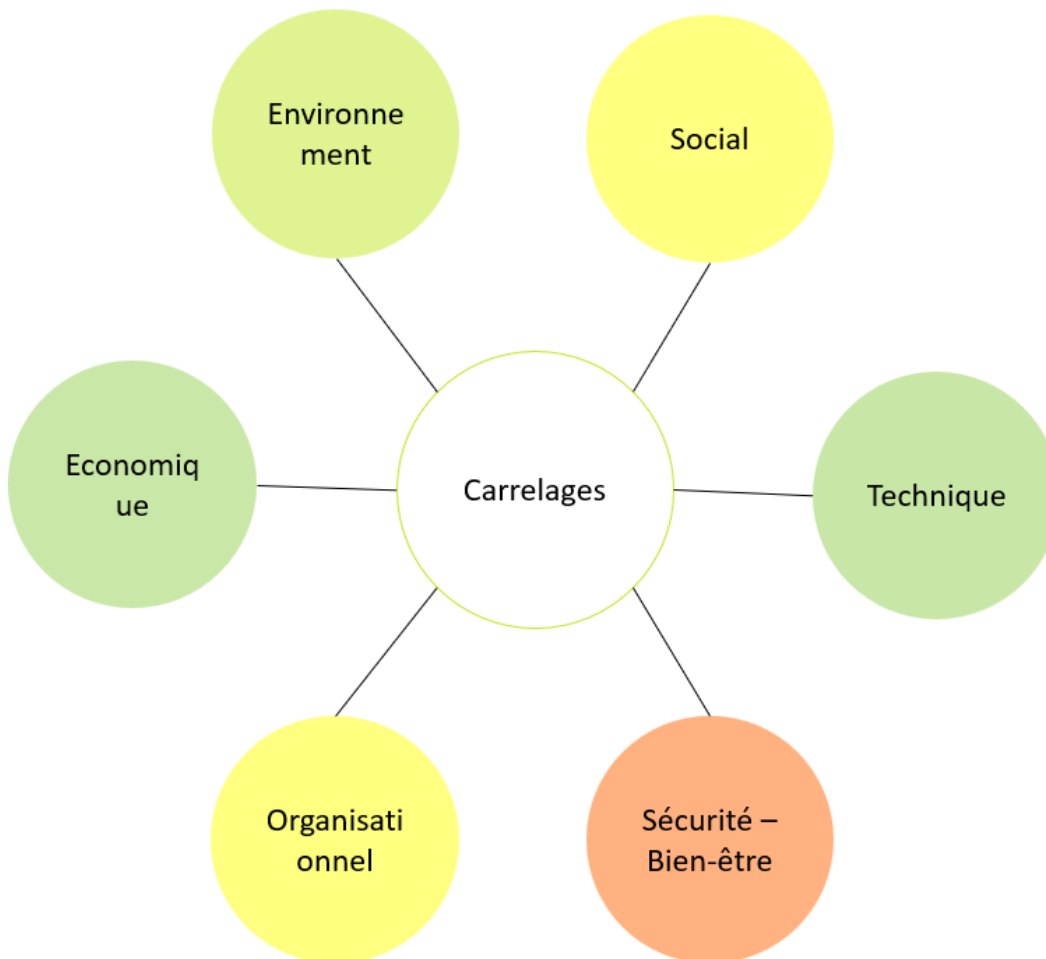 Environne
ment
Social
Economiq
ue
Carrelages
Technique
Organisati
onnel
Sécurité –
Bien-être